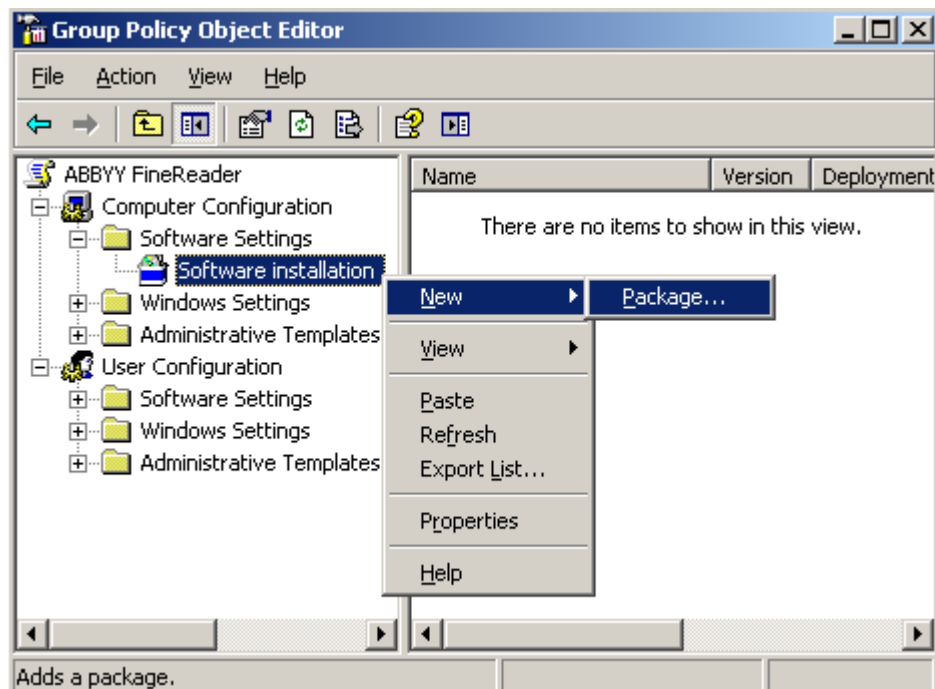 Group Policy Object Editor
File Action View Help
ABBYY FineReader
Computer Configuration
Software Settings
Software installation
Windows Settings
Administrative Templates
User Configuration
Software Settings
Windows Settings
Administrative Templates
Name Version Deployment
There are no items to show in this view.
New
View
Paste
Refresh
Export List...
Properties
Help
Package...
Adds a package.